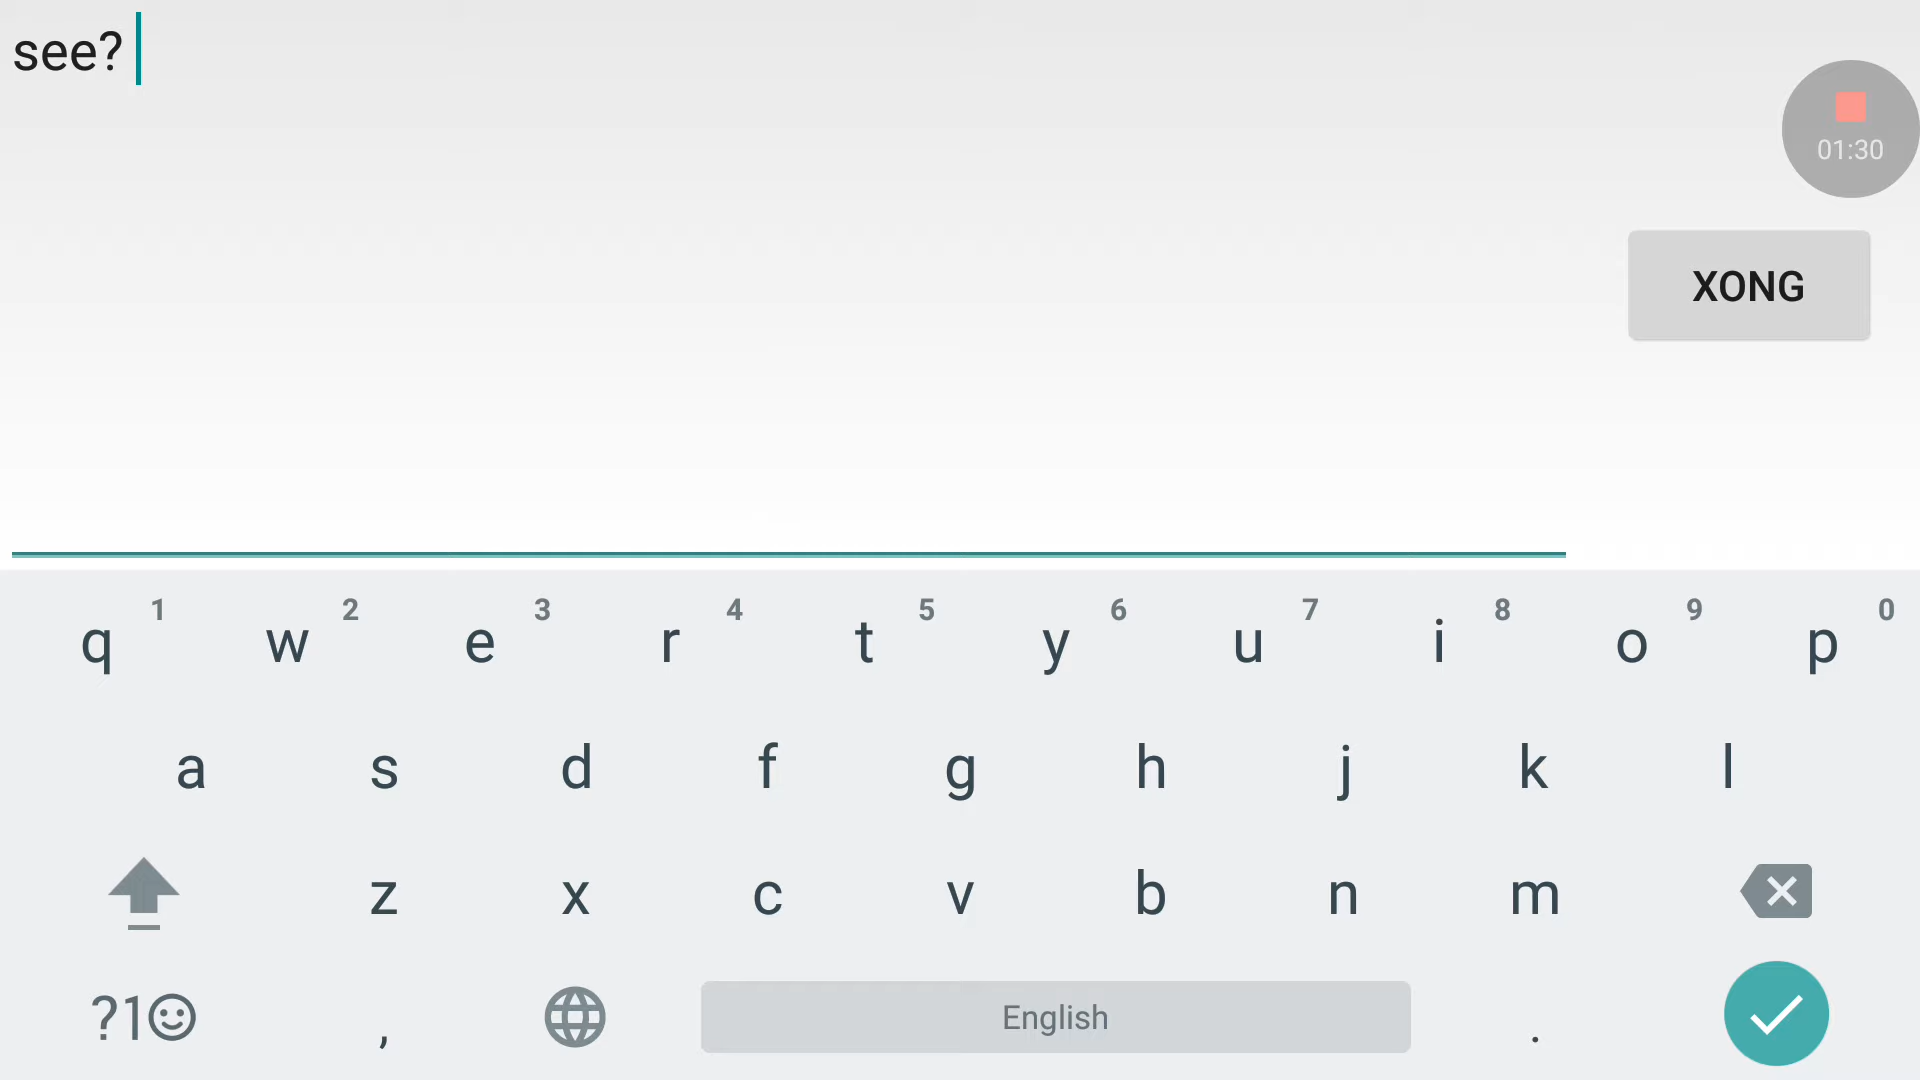 see?
01:30
XONG
q 1 w 2 e 3 r 4 t 5 y 6 u 7 i 8 o 9 p 0
a s d f g h j k l
z x c v b n m
?1☺ , English .